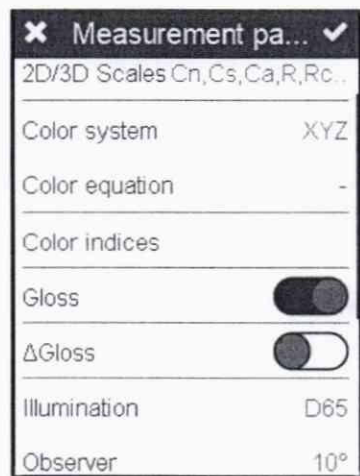 Measurement pa...
2D/3D Scales Cn,Cs,Ca,R,Rc..
Color system XYZ
Color equation -
Color indices
Gloss
ΔGloss
Illumination D65
Observer 10°